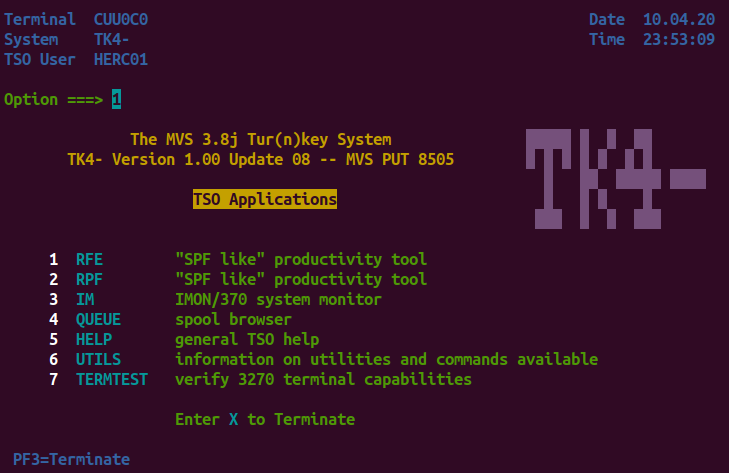 Terminal CUU0C0 Date 10.04.20
System TK4- Time 23:53:09
TSO User HERC01
Option ===> 1
The MVS 3.8j Tur(n)key System
TK4- Version 1.00 Update 08 -- MVS PUT 8505
TK4-
TSO Applications
1 RFE "SPF like" productivity tool
2 RPF "SPF like" productivity tool
3 IM IMON/370 system monitor
4 QUEUE spool browser
5 HELP general TSO help
6 UTILS information on utilities and commands available
7 TERMTEST verify 3270 terminal capabilities
Enter X to Terminate
PF3=Terminate